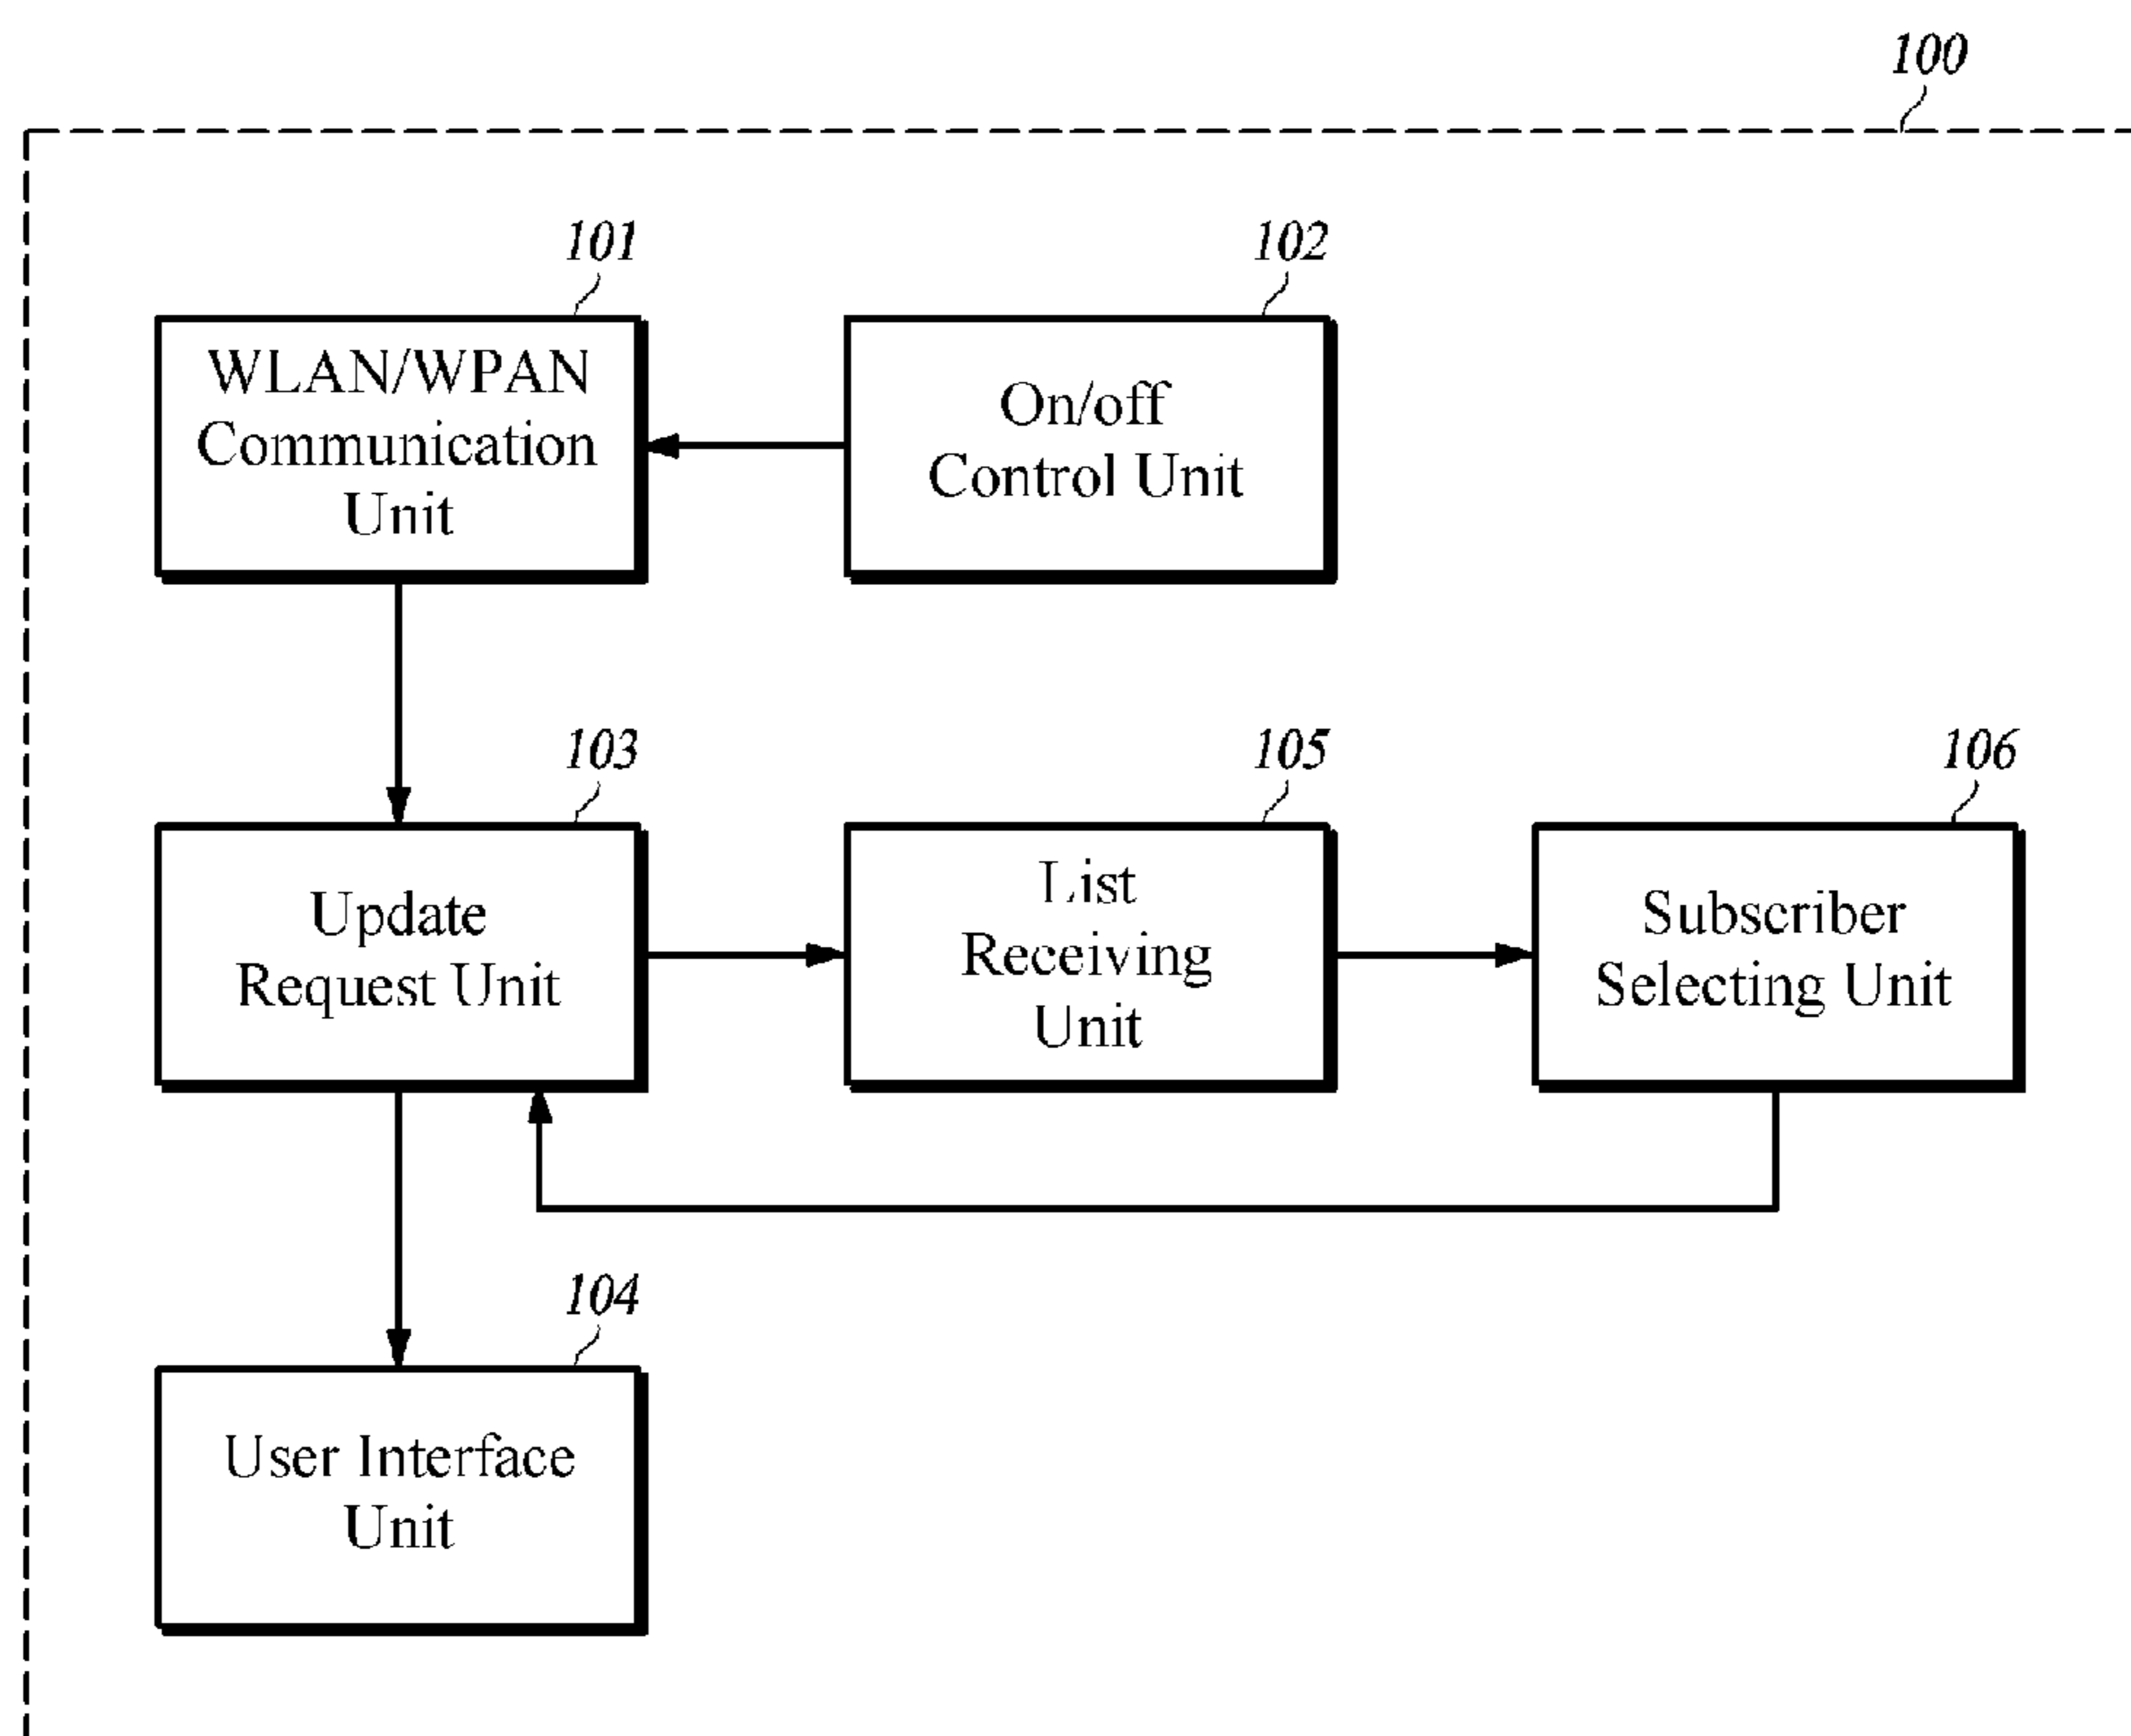 100
101
102
WLAN/WPAN
Communication
Unit
On/off
Control Unit
103
105
106
Update
Request Unit
List
Receiving
Unit
Subscriber
Selecting Unit
104
User Interface
Unit